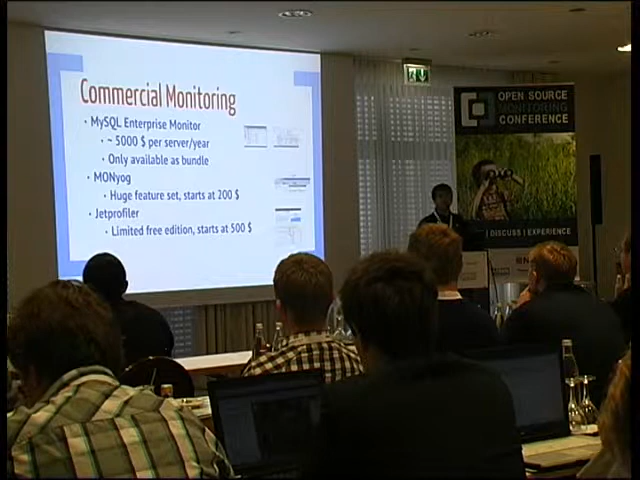 Commercial Monitoring
• MySQL Enterprise Monitor
• ~ 5000 $ per server/year
• Only available as bundle
• MONyog
• Huge feature set, starts at 200 $
• Jetprofiler
• Limited free edition, starts at 500 $
OPEN SOURCE
MONITORING
CONFERENCE
| DISCUSS | EXPERIENCE